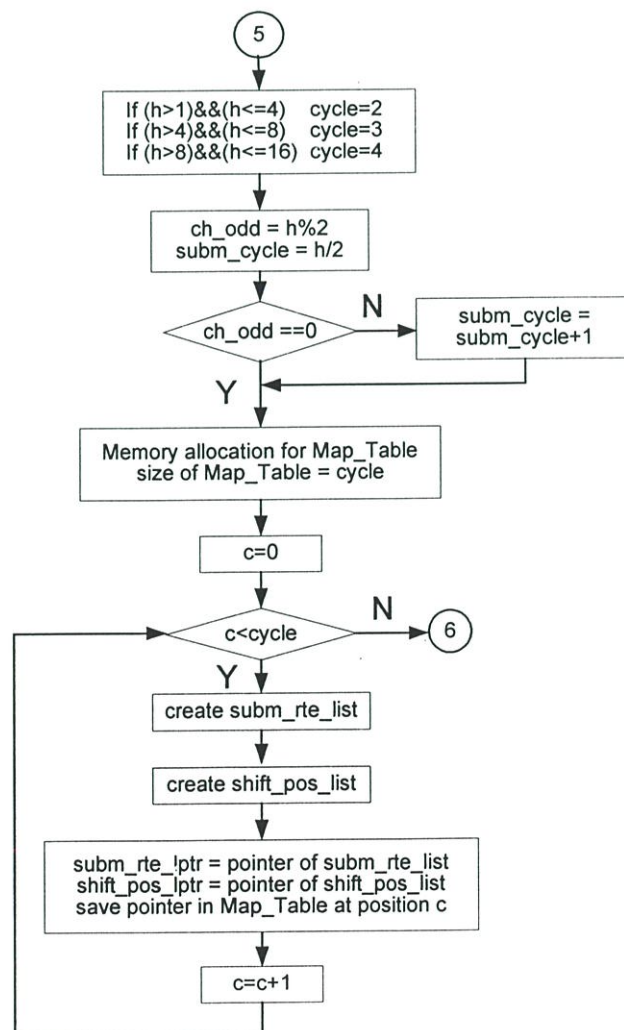 5
If (h>1)&&(h<=4) cycle=2
If (h>4)&&(h<=8) cycle=3
If (h>8)&&(h<=16) cycle=4
ch_odd = h%2
subm_cycle = h/2
ch_odd ==0
N
subm_cycle =
subm_cycle+1
Y
Memory allocation for Map_Table
size of Map_Table = cycle
c=0
c<cycle
N
6
Y
create subm_rte_list
create shift_pos_list
subm_rte_lptr = pointer of subm_rte_list
shift_pos_lptr = pointer of shift_pos_list
save pointer in Map_Table at position c
c=c+1